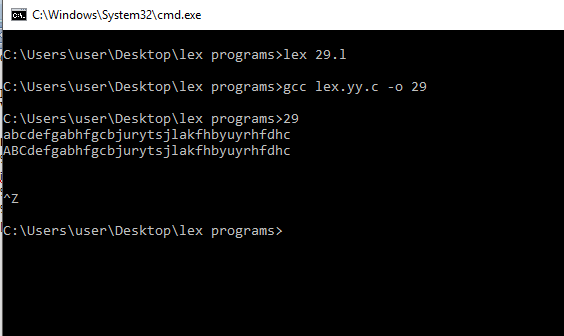 C:\Windows\System32\cmd.exe
C:\Users\user\Desktop\lex programs>lex 29.l
C:\Users\user\Desktop\lex programs>gcc lex.yy.c -o 29
C:\Users\user\Desktop\lex programs>29
abcdefgabhfgcbjurytsjlakfhbyuyrhfdhc
ABCdefgabhfgcbjurytsjlakfhbyuyrhfdhc
^Z
C:\Users\user\Desktop\lex programs>